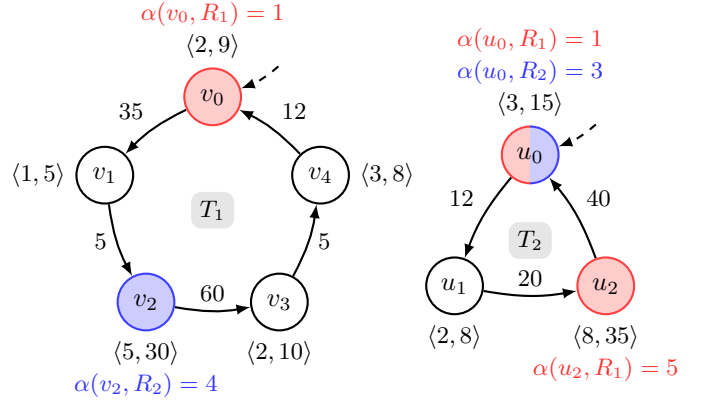 α(v₀, R₁) = 1
⟨2, 9⟩
v₀
35
12
⟨1, 5⟩
v₁
v₄
⟨3, 8⟩
T₁
5
5
v₂
60
v₃
⟨5, 30⟩
⟨2, 10⟩
α(v₂, R₂) = 4
α(u₀, R₁) = 1
α(u₀, R₂) = 3
⟨3, 15⟩
u₀
12
40
T₂
u₁
20
u₂
⟨2, 8⟩
⟨8, 35⟩
α(u₂, R₁) = 5